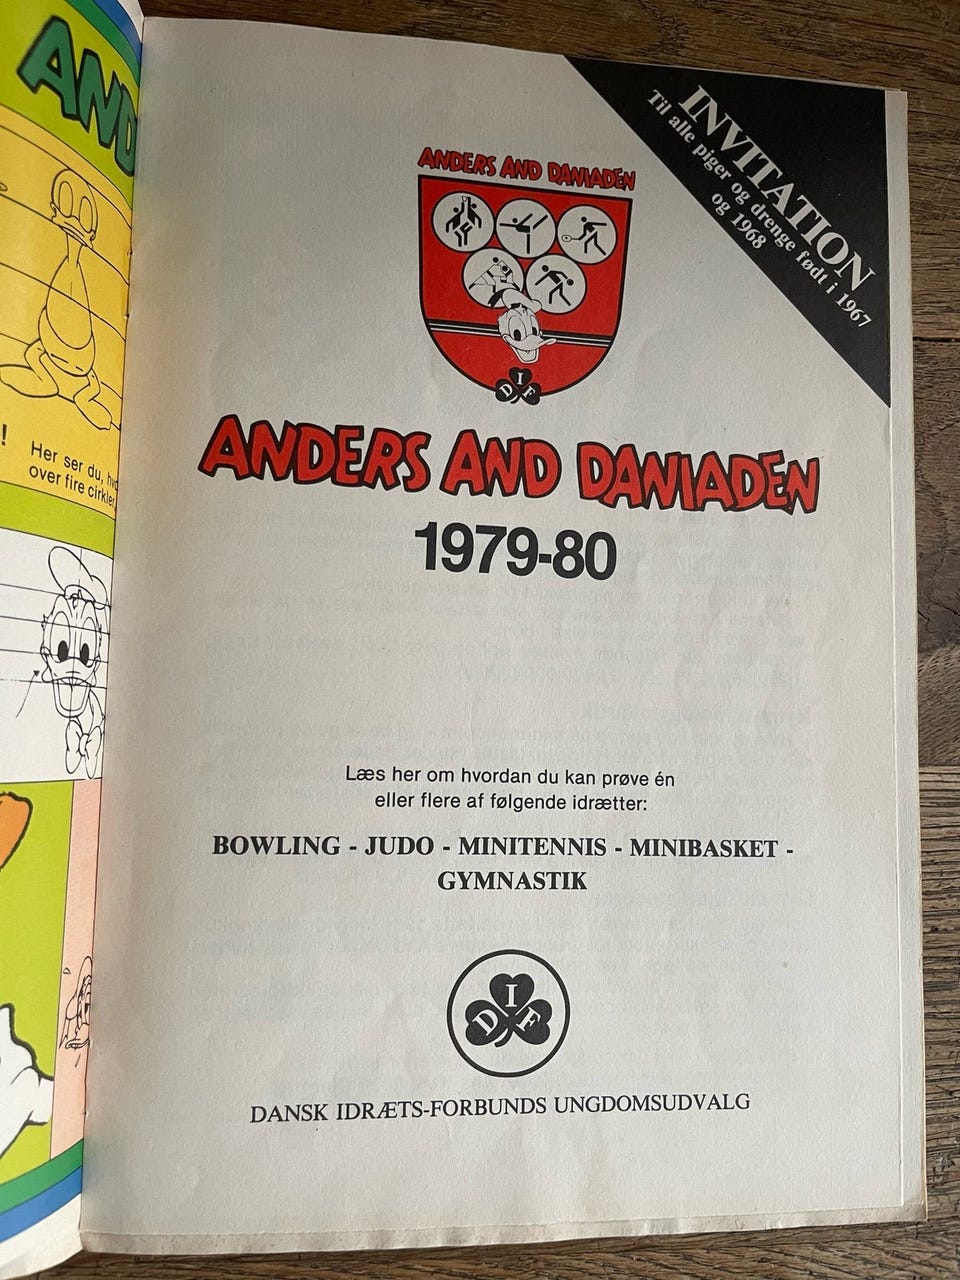 AND
!
Her ser du,
over fire cirkler
INVITATION
Til alle piger og drenge født i 1967
og 1968
ANDERS AND DANIADEN
D I F
ANDERS AND DANIADEN
1979-80
Læs her om hvordan du kan prøve én
eller flere af følgende idrætter:
BOWLING - JUDO - MINITENNIS - MINIBASKET -
GYMNASTIK
D I F
DANSK IDRÆTS-FORBUNDS UNGDOMSUDVALG